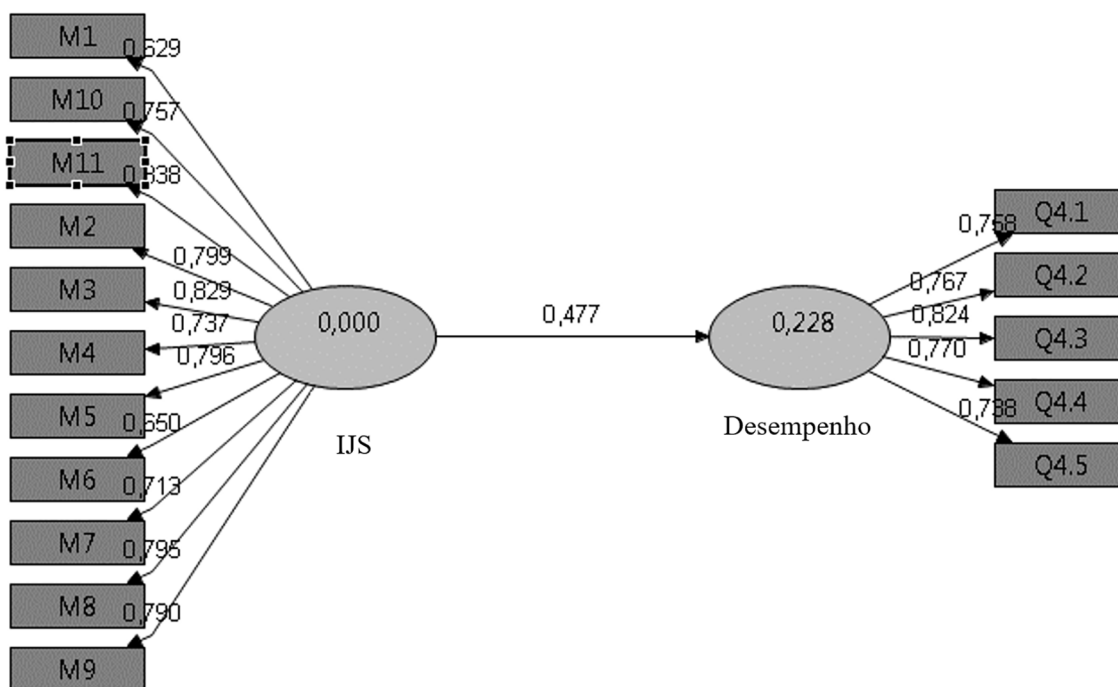 M1
0,629
M10
0,757
M11
0,838
M2
0,799
M3
0,829
M4
0,737
0,796
M5
0,650
M6
0,713
M7
0,795
M8
0,790
M9
0,000
IJS
0,477
0,228
Desempenho
0,768
Q4.1
0,767
Q4.2
0,824
Q4.3
0,770
Q4.4
0,738
Q4.5